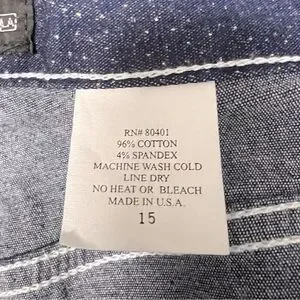 RN# 80401
96% COTTON
4% SPANDEX
MACHINE WASH COLD
LINE DRY
NO HEAT OR BLEACH
MADE IN U.S.A.
15